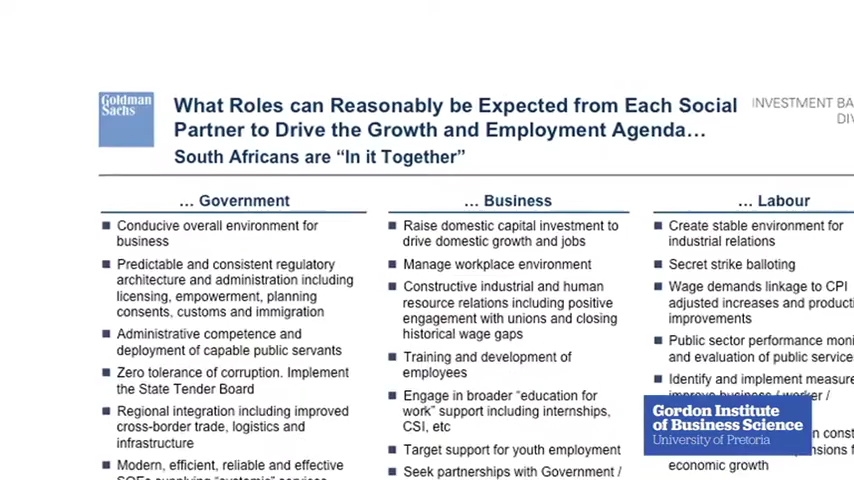 Goldman
Sachs
What Roles can Reasonably be Expected from Each Social
Partner to Drive the Growth and Employment Agenda…
South Africans are “In it Together”
INVESTMENT
… Government
Conducive overall environment for
business
Predictable and consistent regulatory
architecture and administration including
licensing, empowerment, planning
consents, customs and immigration
Administrative competence and
deployment of capable public servants
Zero tolerance of corruption. Implement
the State Tender Board
Regional integration including improved
cross-border trade, logistics and
infrastructure
Modern, efficient, reliable and effective
SOEs supplying “systemic” services
… Business
Raise domestic capital investment to
drive domestic growth and jobs
Manage workplace environment
Constructive industrial and human
resource relations including positive
engagement with unions and closing
historical wage gaps
Training and development of
employees
Engage in broader “education for
work” support including internships,
CSI, etc
Target support for youth employment
Seek partnerships with Government /
… Labour
Create stable environment for
industrial relations
Secret strike balloting
Wage demands linkage to CPI
adjusted increases and
improvements
Public sector performance
and evaluation of public service
Identify and implement
improve business / worker /
economic growth
Gordon Institute
of Business Science
University of Pretoria